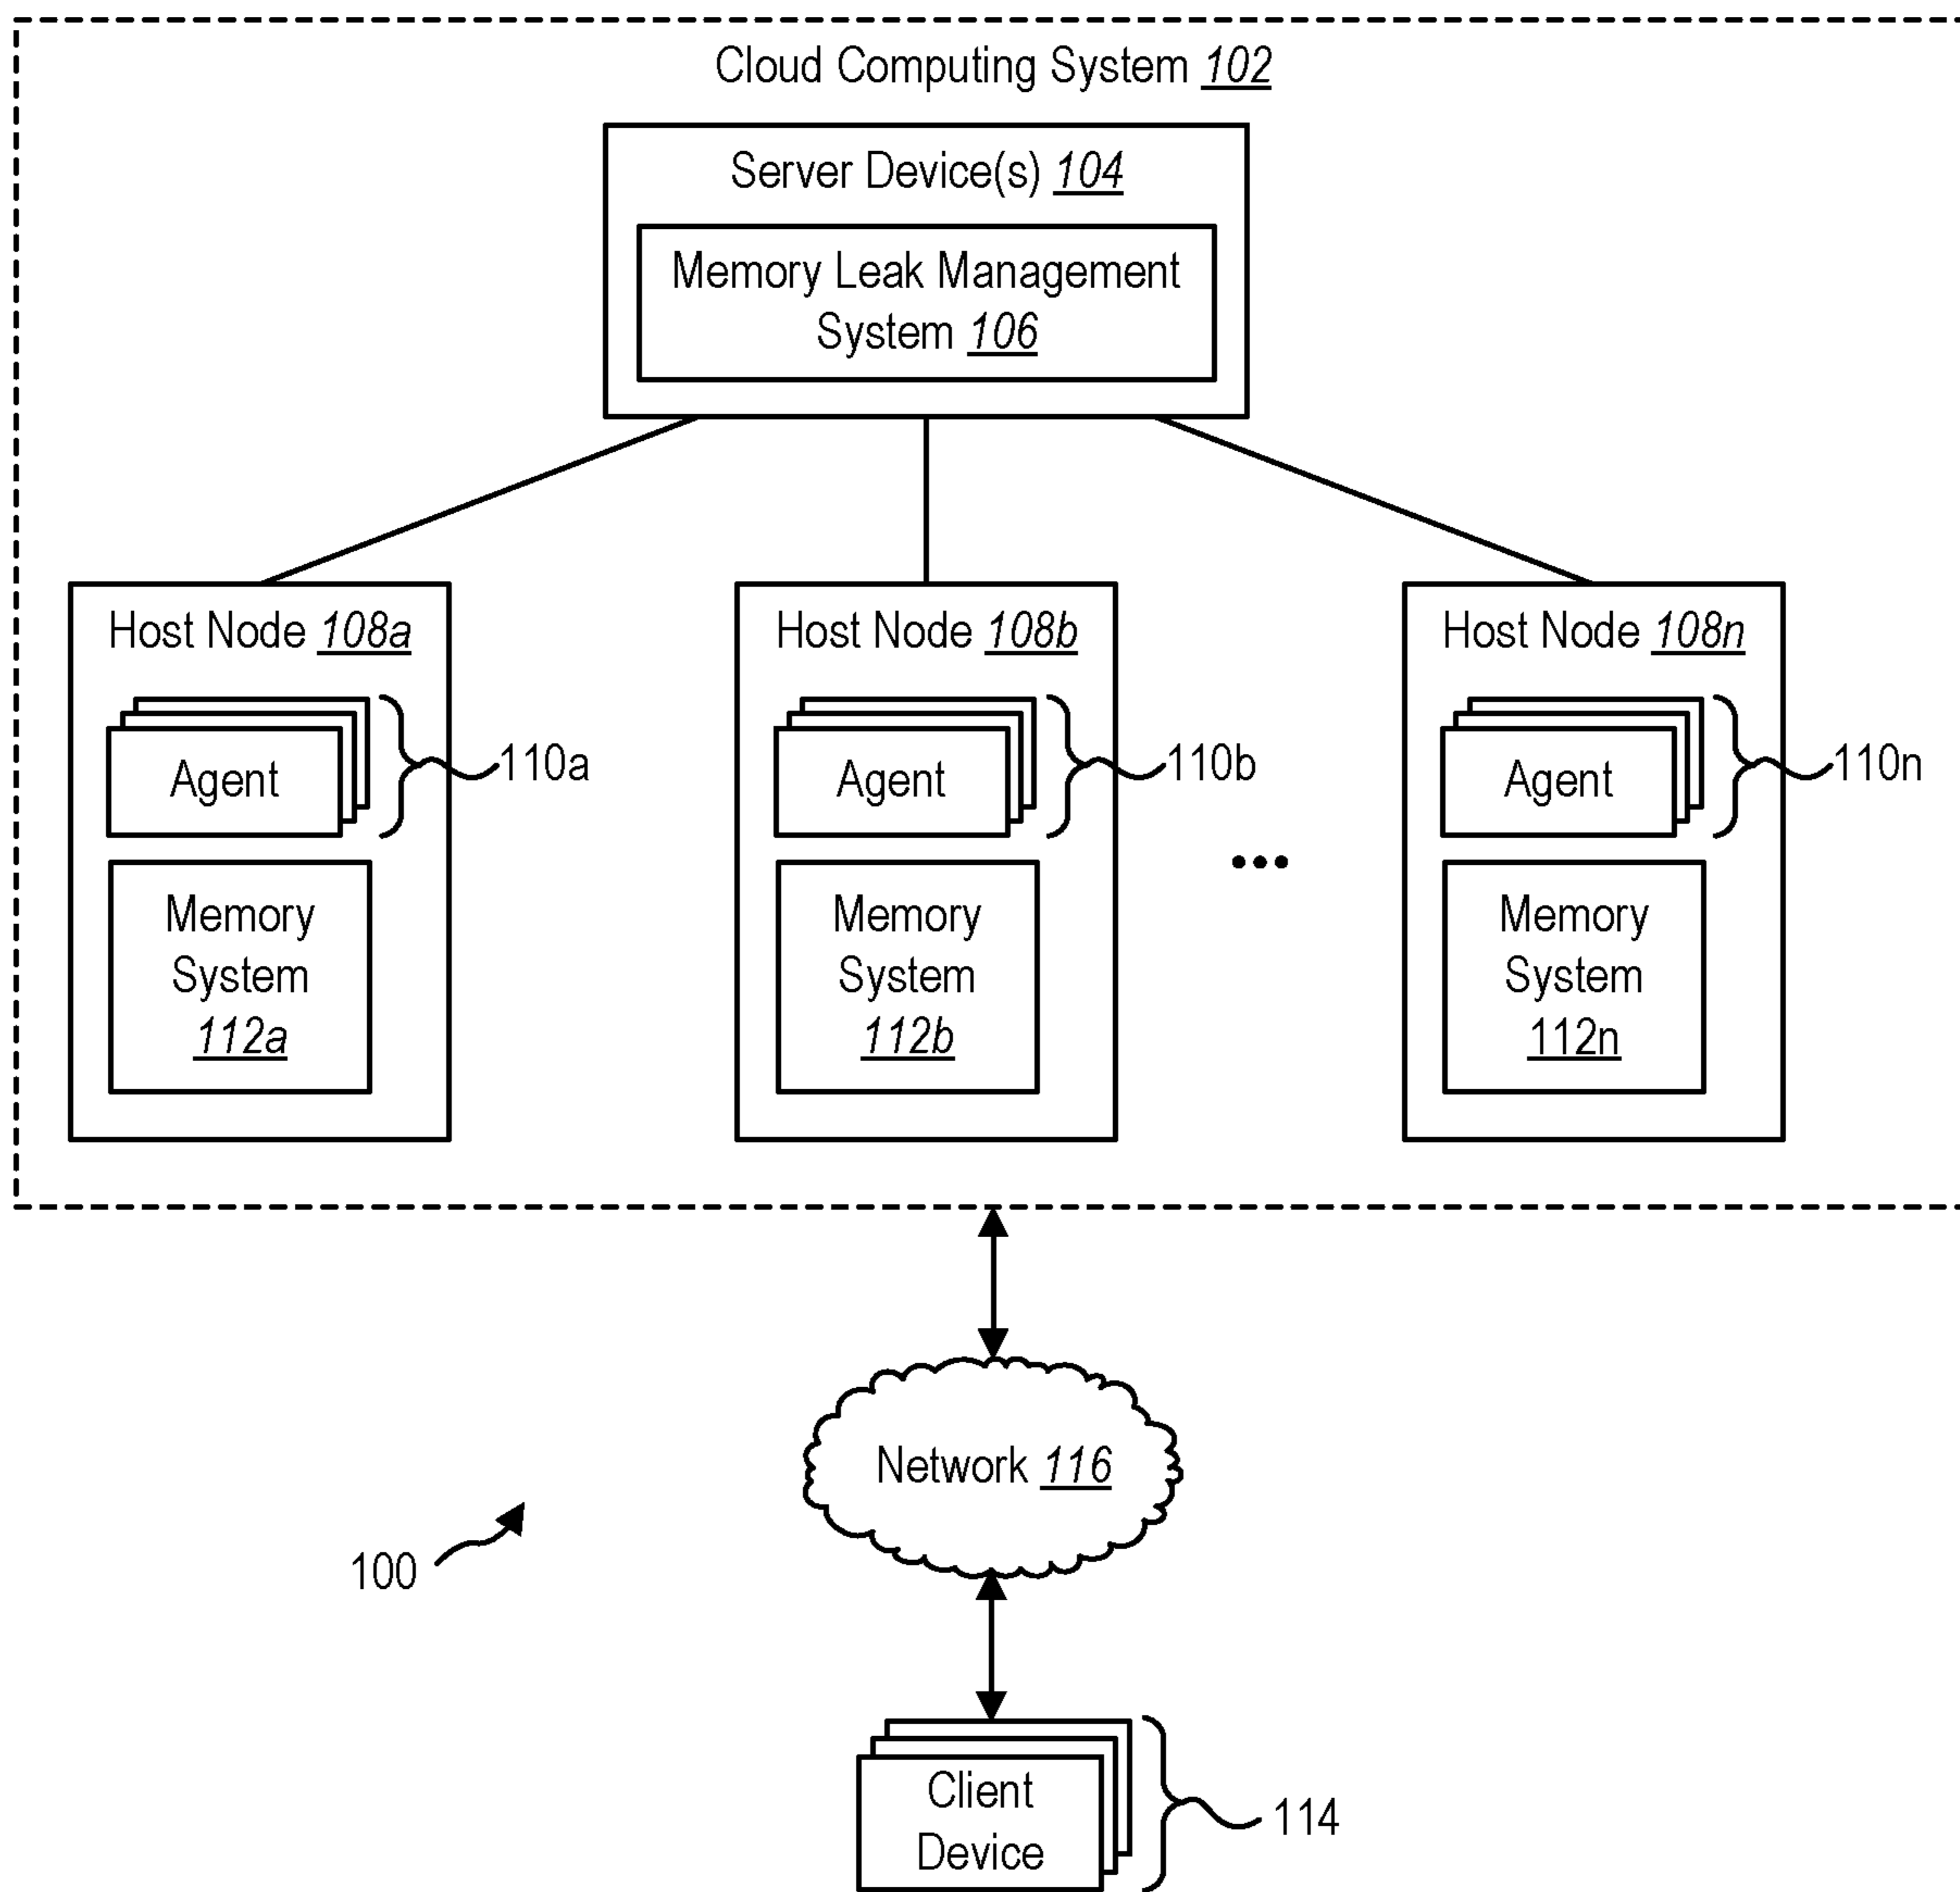 Cloud Computing System 102
Server Device(s) 104
Memory Leak Management
System 106
Host Node 108a
Agent
110a
Memory
System
112a
Host Node 108b
Agent
110b
Memory
System
112b
...
Host Node 108n
Agent
110n
Memory
System
112n
Network 116
100
Client
Device
114